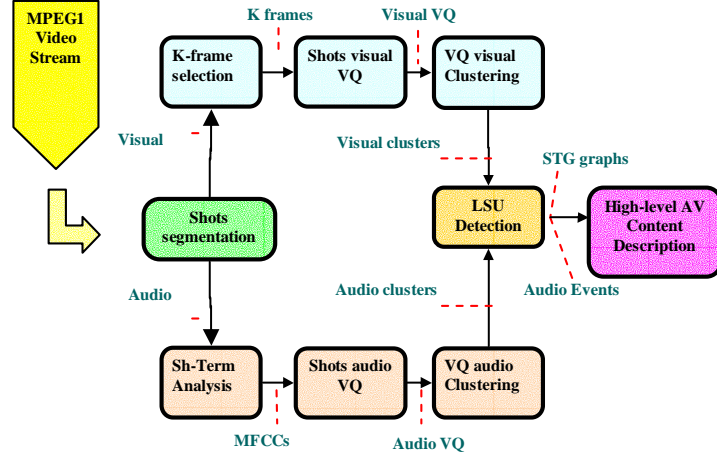 MPEG1
Video
Stream
K frames
Visual VQ
K-frame
selection
Shots visual
VQ
VQ visual
Clustering
Visual
Visual clusters
STG graphs
Shots
segmentation
LSU
Detection
High-level AV
Content
Description
Audio
Audio clusters
Audio Events
Sh-Term
Analysis
Shots audio
VQ
VQ audio
Clustering
MFCCs
Audio VQ